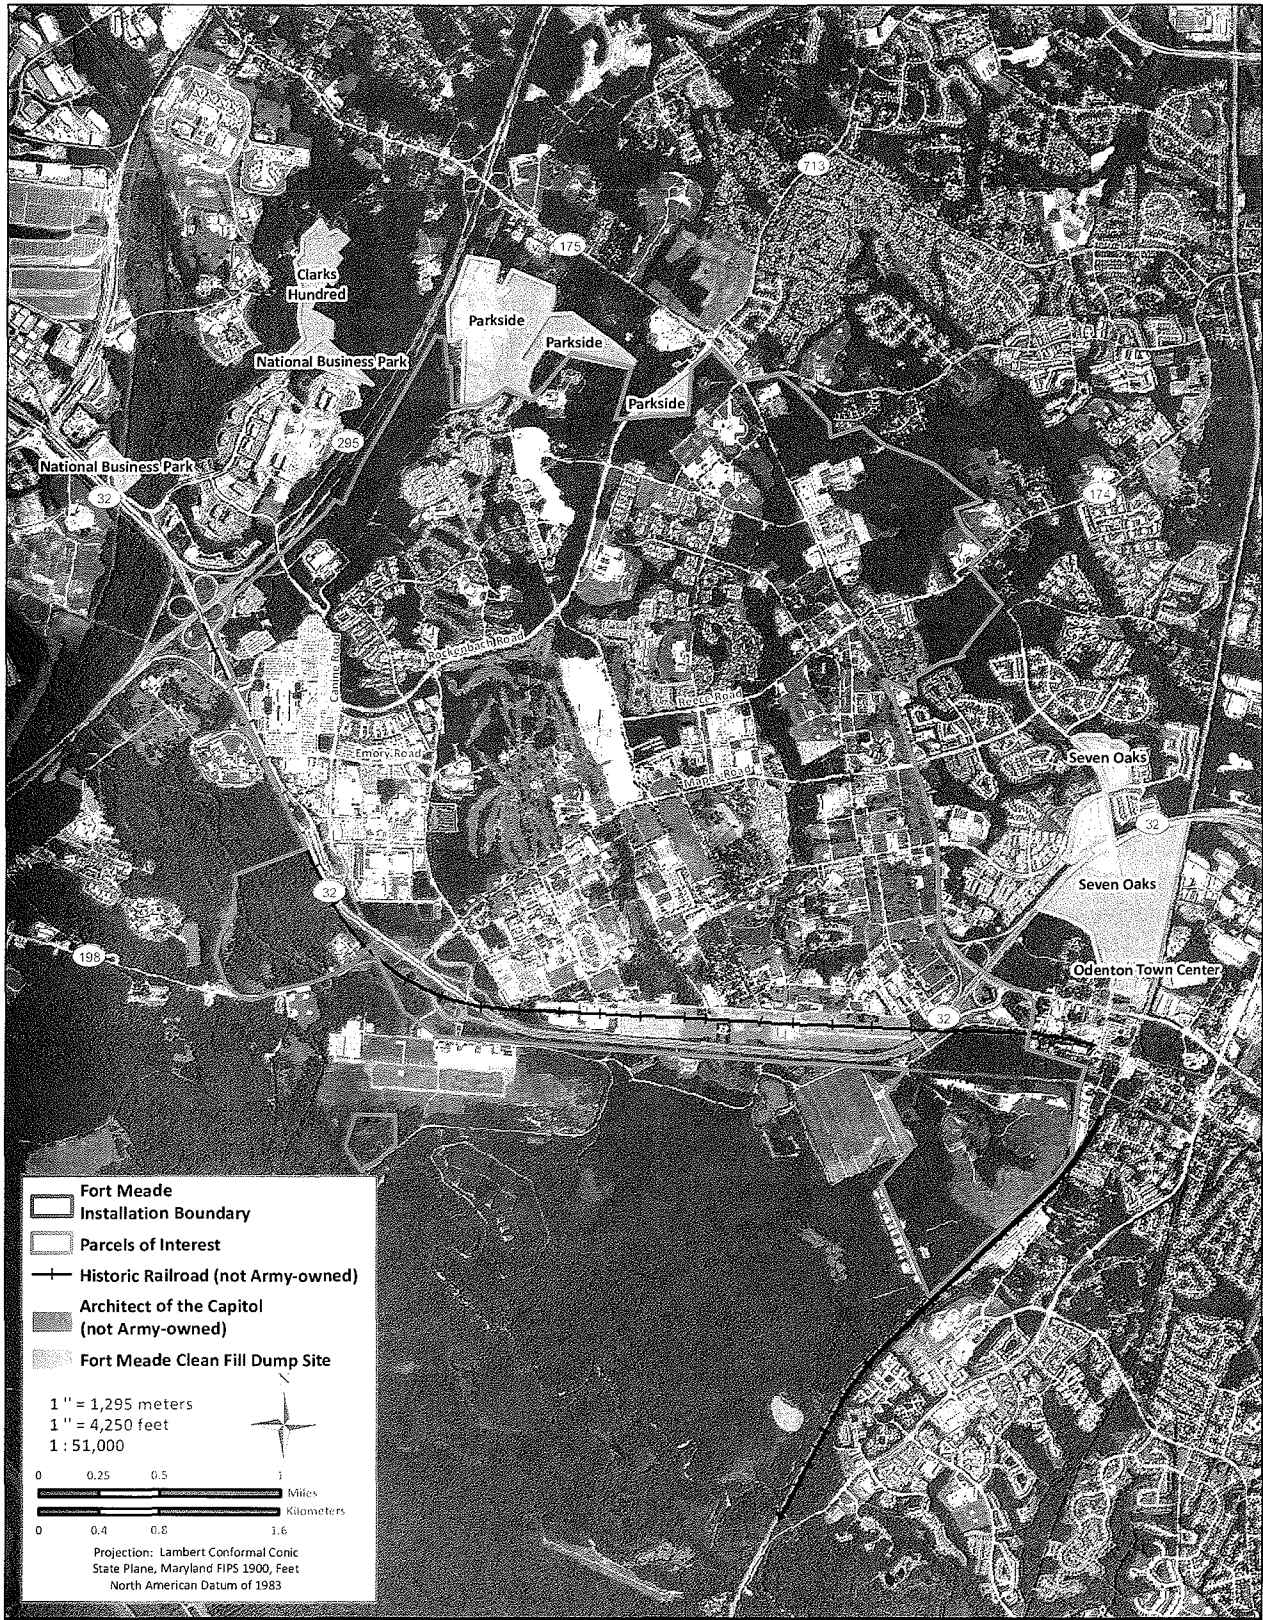 713
175
Clarks
Hundred
Parkside
Parkside
National Business Park
Parkside
295
National Business Park
32
174
Rockenbach Road
Canine Road
Reece Road
Emory Road
Mapes Road
Seven Oaks
32
Seven Oaks
32
198
Odenton Town Center
32
Fort Meade
Installation Boundary
Parcels of Interest
Historic Railroad (not Army-owned)
Architect of the Capitol
(not Army-owned)
Fort Meade Clean Fill Dump Site
N
1 " = 1,295 meters
1 " = 4,250 feet
1 : 51,000
0 0.25 0.5 1
Miles
Kilometers
0 0.4 0.8 1.6
Projection: Lambert Conformal Conic
State Plane, Maryland FIPS 1900, Feet
North American Datum of 1983